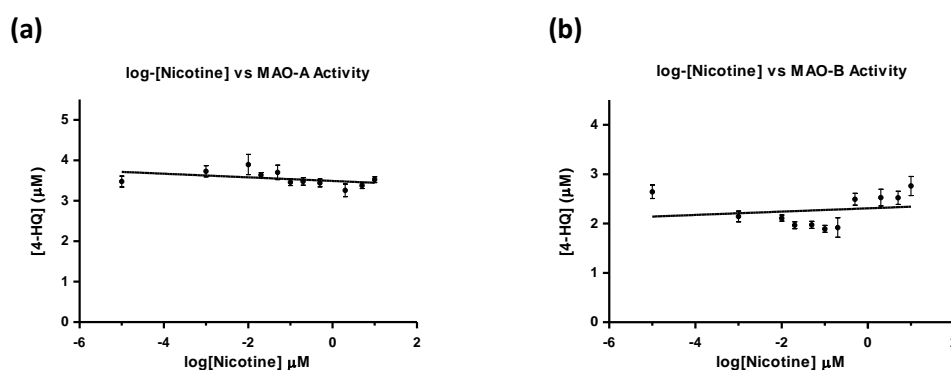 (a)
log-[Nicotine] vs MAO-A Activity
[4-HQ] (µM)
5
4
3
2
1
0
-6
-4
-2
0
2
log[Nicotine] µM
(b)
log-[Nicotine] vs MAO-B Activity
[4-HQ] (µM)
4
3
2
1
0
-6
-4
-2
0
2
log[Nicotine] µM